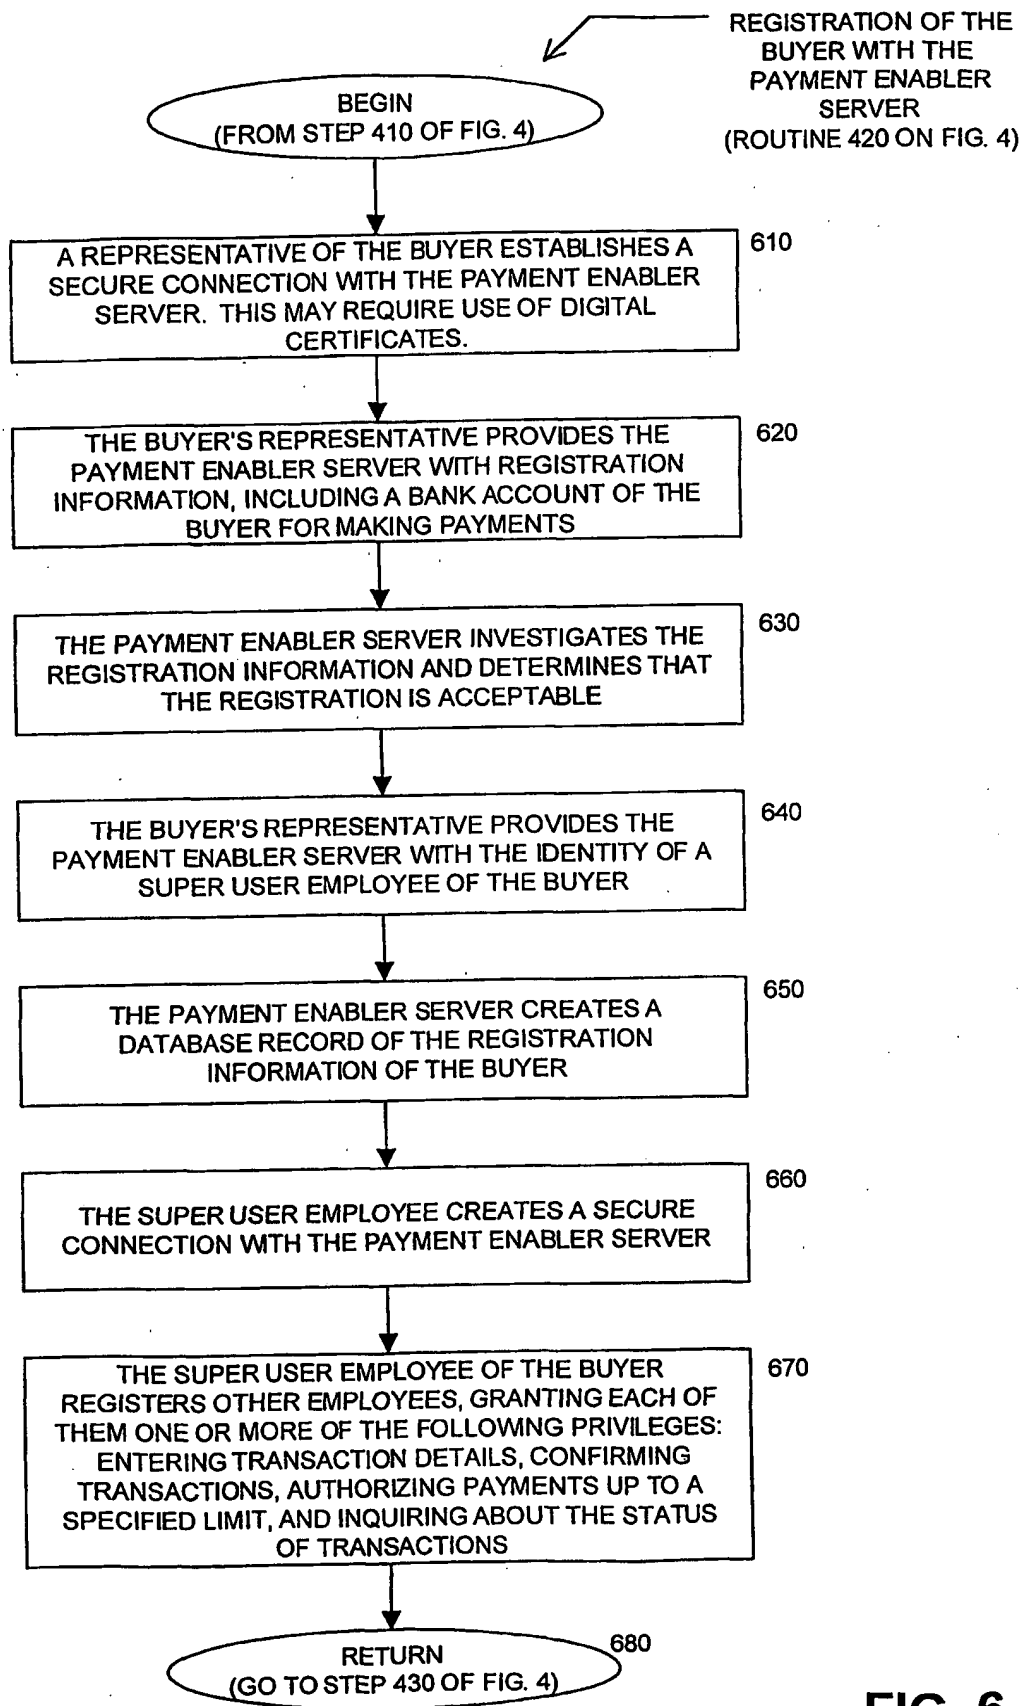 REGISTRATION OF THE
BUYER WITH THE
PAYMENT ENABLER
SERVER
(ROUTINE 420 ON FIG. 4)
BEGIN
(FROM STEP 410 OF FIG. 4)
610
A REPRESENTATIVE OF THE BUYER ESTABLISHES A
SECURE CONNECTION WITH THE PAYMENT ENABLER
SERVER. THIS MAY REQUIRE USE OF DIGITAL
CERTIFICATES.
620
THE BUYER'S REPRESENTATIVE PROVIDES THE
PAYMENT ENABLER SERVER WITH REGISTRATION
INFORMATION, INCLUDING A BANK ACCOUNT OF THE
BUYER FOR MAKING PAYMENTS
630
THE PAYMENT ENABLER SERVER INVESTIGATES THE
REGISTRATION INFORMATION AND DETERMINES THAT
THE REGISTRATION IS ACCEPTABLE
640
THE BUYER'S REPRESENTATIVE PROVIDES THE
PAYMENT ENABLER SERVER WITH THE IDENTITY OF A
SUPER USER EMPLOYEE OF THE BUYER
650
THE PAYMENT ENABLER SERVER CREATES A
DATABASE RECORD OF THE REGISTRATION
INFORMATION OF THE BUYER
660
THE SUPER USER EMPLOYEE CREATES A SECURE
CONNECTION WITH THE PAYMENT ENABLER SERVER
670
THE SUPER USER EMPLOYEE OF THE BUYER
REGISTERS OTHER EMPLOYEES, GRANTING EACH OF
THEM ONE OR MORE OF THE FOLLOWING PRIVILEGES:
ENTERING TRANSACTION DETAILS, CONFIRMING
TRANSACTIONS, AUTHORIZING PAYMENTS UP TO A
SPECIFIED LIMIT, AND INQUIRING ABOUT THE STATUS
OF TRANSACTIONS
680
RETURN
(GO TO STEP 430 OF FIG. 4)
FIG. 6